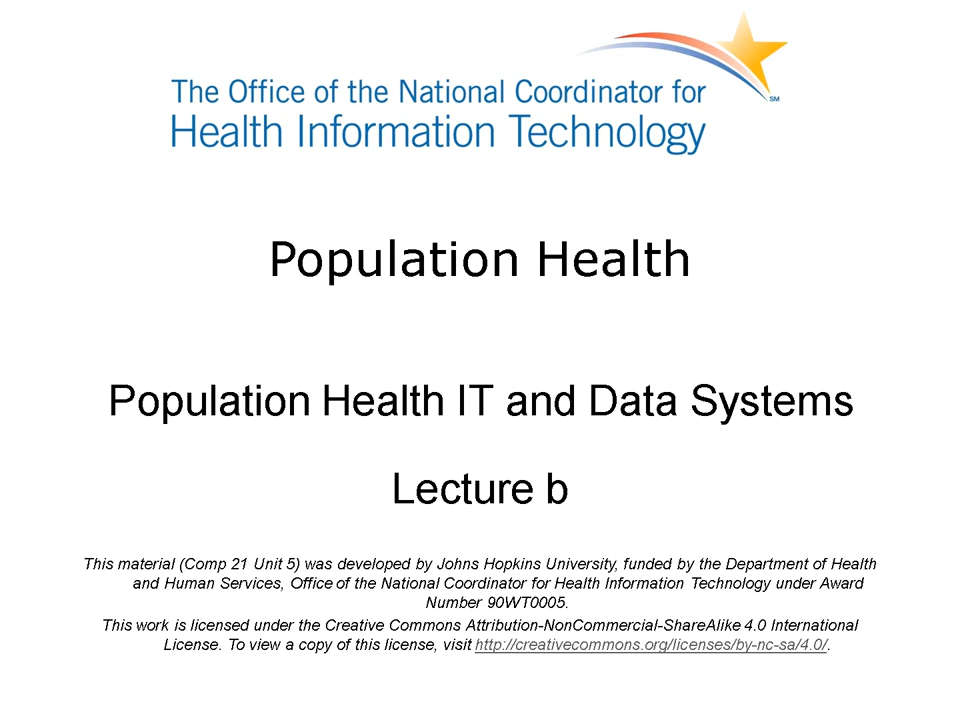 The Office of the National Coordinator for
Health Information Technology
SM
Population Health
Population Health IT and Data Systems
Lecture b
This material (Comp 21 Unit 5) was developed by Johns Hopkins University, funded by the Department of Health
and Human Services, Office of the National Coordinator for Health Information Technology under Award
Number 90WT0005.
This work is licensed under the Creative Commons Attribution-NonCommercial-ShareAlike 4.0 International
License. To view a copy of this license, visit http://creativecommons.org/licenses/by-nc-sa/4.0/.